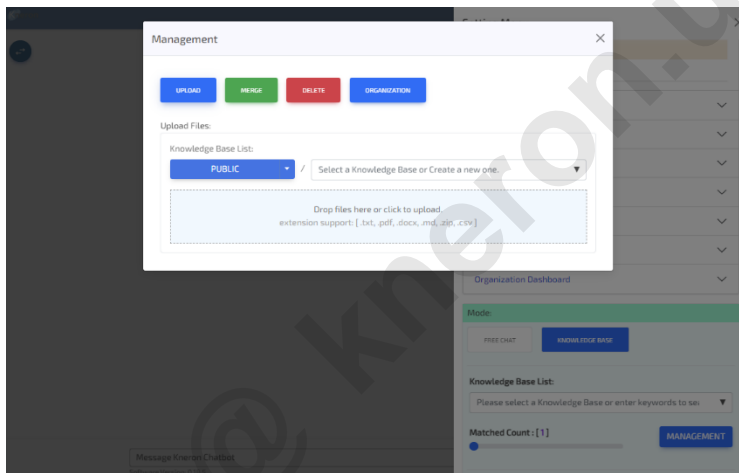 Setting Menu
Management
UPLOAD MERGE DELETE ORGANIZATION
Upload Files:
Knowledge Base List:
PUBLIC / Select a Knowledge Base or Create a new one.
Drop files here or click to upload.
extension support: [ .txt, .pdf, .docx, .md, .zip, .csv ]
Organization Dashboard
Mode:
FREE CHAT KNOWLEDGE BASE
Knowledge Base List:
Please select a Knowledge Base or enter keywords to sea
Matched Count : [ 1 ]
MANAGEMENT
Message Kneron Chatbot
@ kneron.u